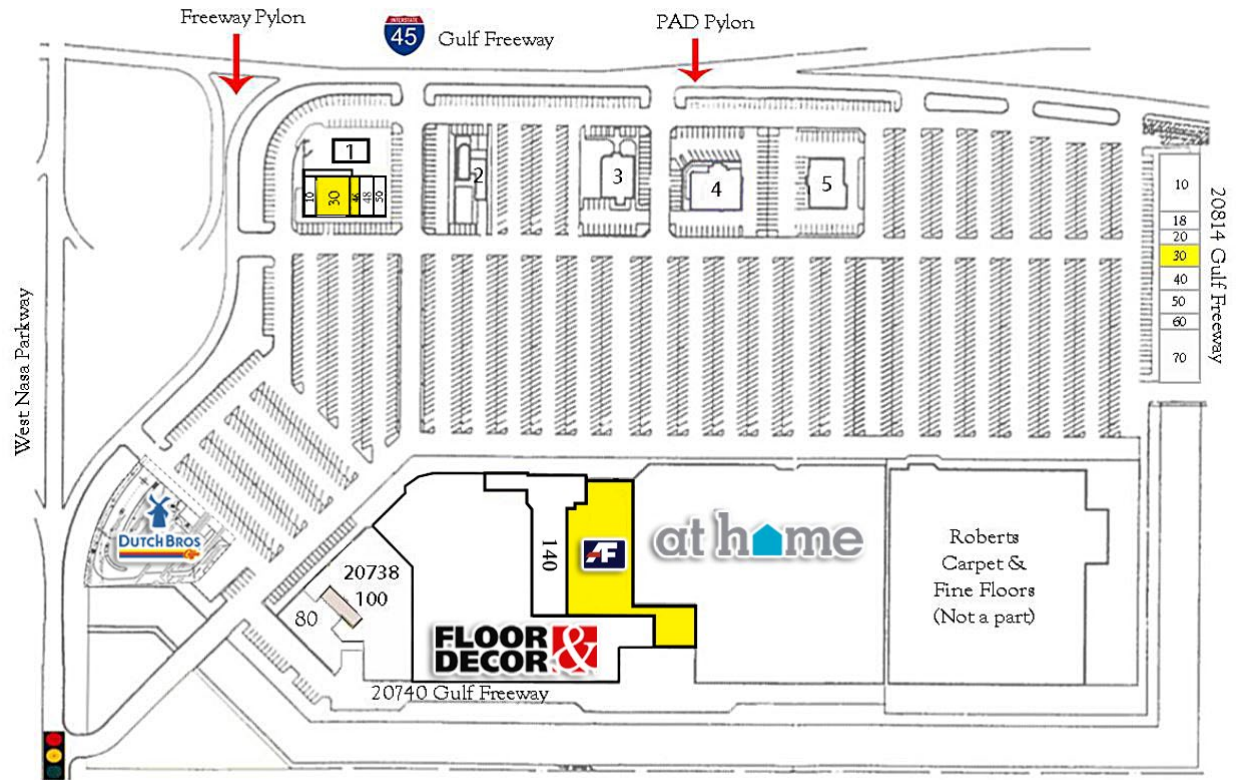 Freeway Pylon
INTERSTATE
45
Gulf Freeway
PAD Pylon
1
2
3
4
5
10
30
46
48
50
10
18
20
30
40
50
60
70
20814 Gulf Freeway
West Nasa Parkway
DUTCH BROS
20738
100
80
140
AF
at home
FLOOR &
DECOR
20740 Gulf Freeway
Roberts
Carpet &
Fine Floors
(Not a part)